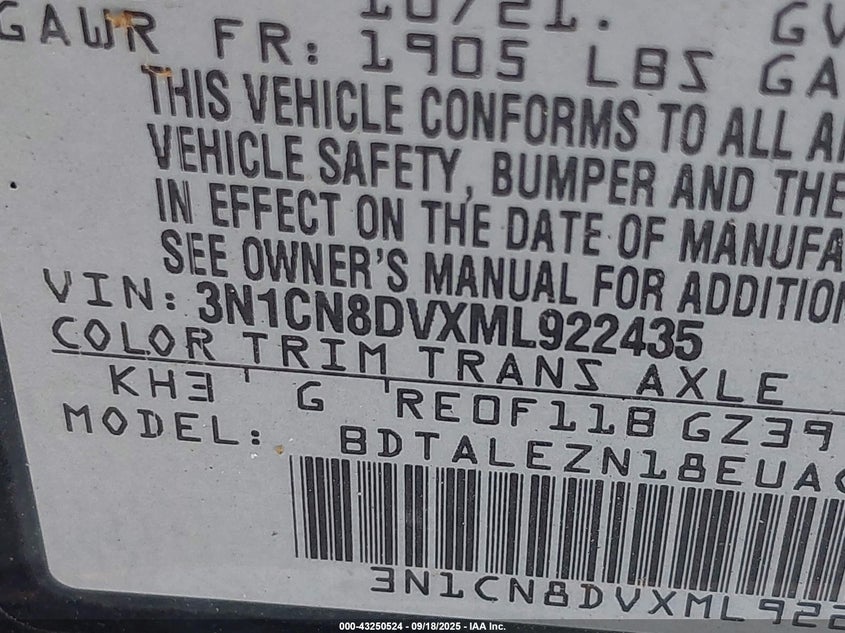 10/21. GV
GAWR FR: 1905 LBS GA
THIS VEHICLE CONFORMS TO ALL A
VEHICLE SAFETY, BUMPER AND THE
IN EFFECT ON THE DATE OF MANUFA
SEE OWNER'S MANUAL FOR ADDITION
VIN: 3N1CN8DVXML922435
COLOR TRIM TRANS AXLE
KH3 G RE0F11B GZ39
MODEL: BDTALEZN18EUA
3N1CN8DVXML922
000-43250524 - 09/18/2025 - IAA Inc.